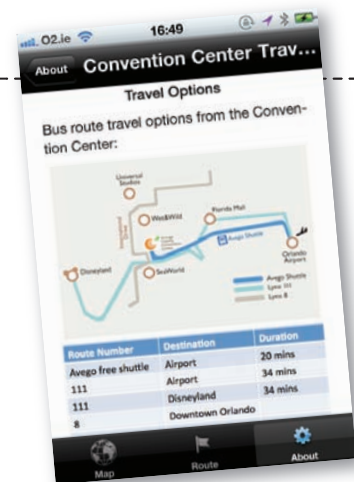 O2.ie
16:49
About
Convention Center Trav...
Travel Options
Bus route travel options from the Conven-
tion Center:
Universal
Studios
Wet&Wild
Florida Mall
International
Drive
Avego Shuttle
Orlando
Airport
Disneyland
SeaWorld
Avego Shuttle
Lynx 111
Lynx 8
Route Number Destination Duration
Avego free shuttle Airport 20 mins
111 Airport 34 mins
111 Disneyland 34 mins
8 Downtown Orlando
Map
Route
About